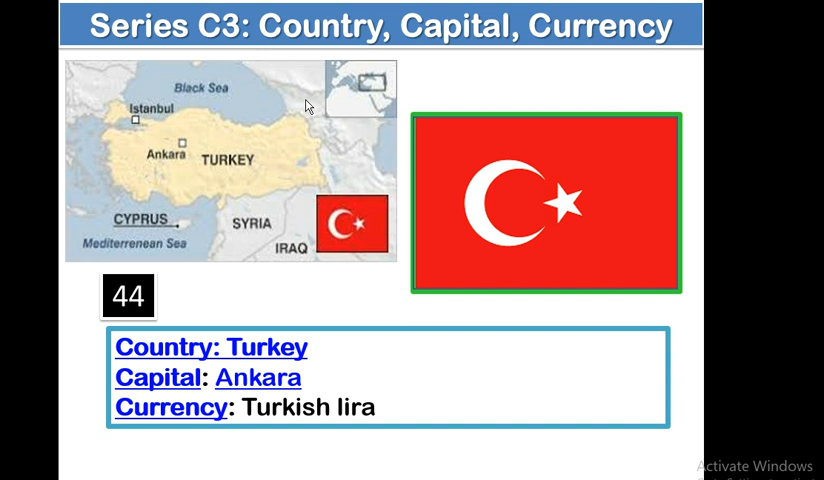 Series C3: Country, Capital, Currency
Black Sea
Istanbul
Ankara
TURKEY
CYPRUS
SYRIA
Mediterranean Sea
IRAQ
44
Country: Turkey
Capital: Ankara
Currency: Turkish lira
Activate Windows